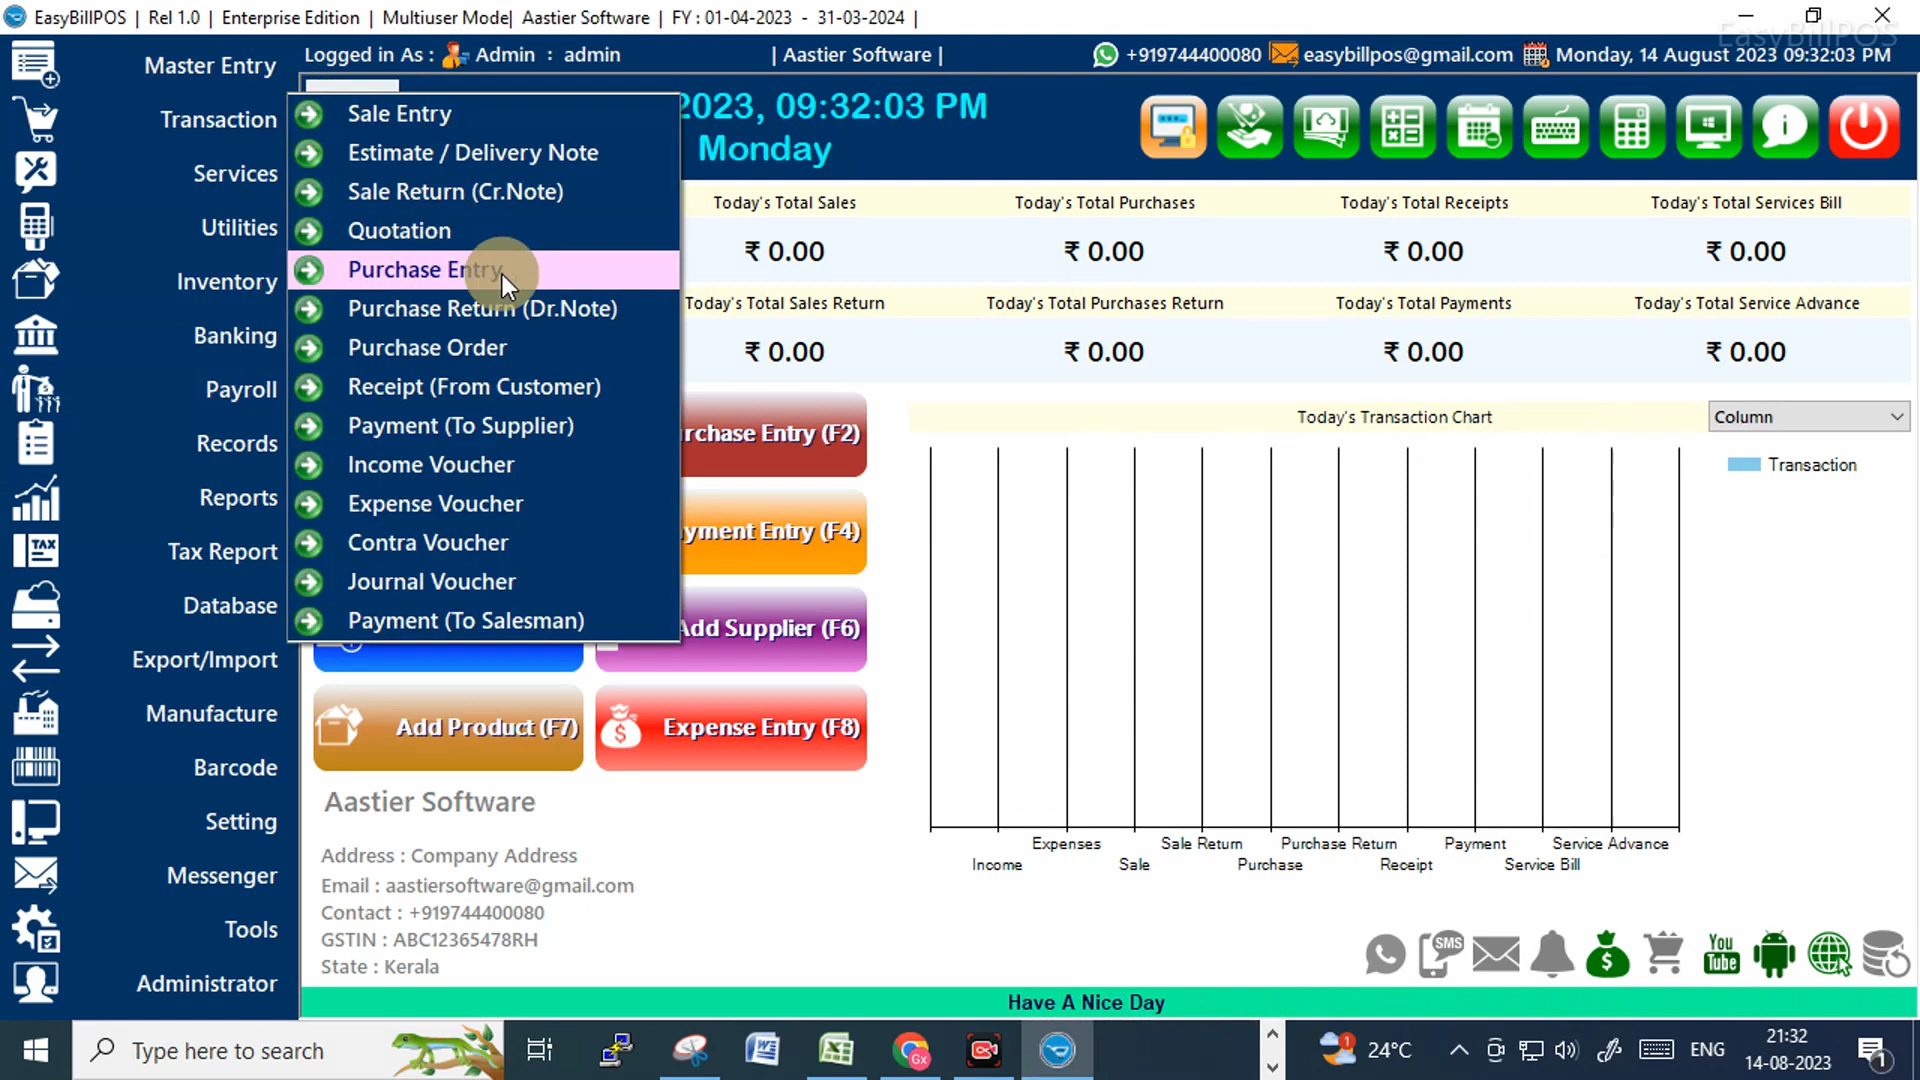 EasyBillPOS | Rel 1.0 | Enterprise Edition | Multiuser Mode| Aastier Software | FY : 01-04-2023 - 31-03-2024 |
EasyBillPOS
Logged in As : Admin : admin | Aastier Software | +919744400080 easybillpos@gmail.com Monday, 14 August 2023 09:32:03 PM
Master Entry
Transaction
Services
Utilities
Inventory
Banking
Payroll
Records
Reports
TAX Tax Report
Database
Export/Import
Manufacture
Barcode
Setting
Messenger
Tools
Administrator
Sale Entry
Estimate / Delivery Note
Sale Return (Cr.Note)
Quotation
Purchase Entry
Purchase Return (Dr.Note)
Purchase Order
Receipt (From Customer)
Payment (To Supplier)
Income Voucher
Expense Voucher
Contra Voucher
Journal Voucher
Payment (To Salesman)
2023, 09:32:03 PM
Monday
Today's Total Sales Today's Total Purchases Today's Total Receipts Today's Total Services Bill
₹ 0.00 ₹ 0.00 ₹ 0.00 ₹ 0.00
Today's Total Sales Return Today's Total Purchases Return Today's Total Payments Today's Total Service Advance
₹ 0.00 ₹ 0.00 ₹ 0.00 ₹ 0.00
rchase Entry (F2)
yment Entry (F4)
Add Supplier (F6)
Add Product (F7) Expense Entry (F8)
Today's Transaction Chart Column
Transaction
Expenses Sale Return Purchase Return Payment Service Advance
Income Sale Purchase Receipt Service Bill
Aastier Software
Address : Company Address
Email : aastiersoftware@gmail.com
Contact : +919744400080
GSTIN : ABC12365478RH
State : Kerala
SMS You Tube
Have A Nice Day
Type here to search Gx 1 24°C ENG 21:32
14-08-2023 1